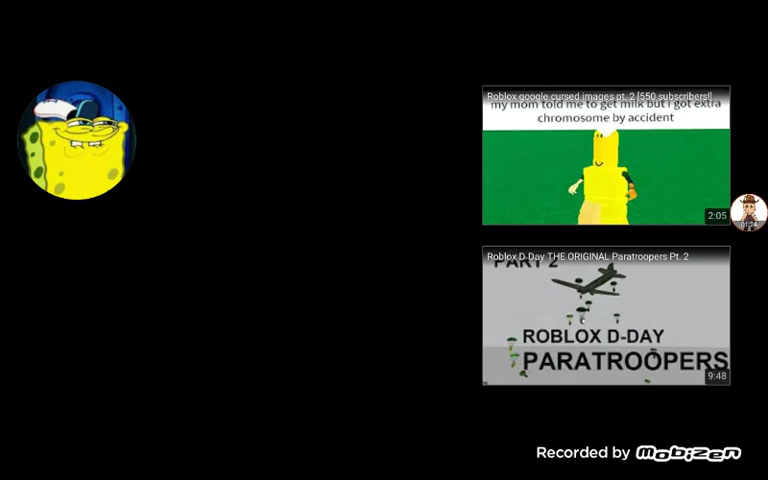 Roblox google cursed images pt. 2 [550 subscribers!]
my mom told me to get milk but i got extra
chromosome by accident
2:05
01:24
Roblox D-Day THE ORIGINAL Paratroopers Pt. 2
PART 2
ROBLOX D-DAY
PARATROOPERS
9:48
Recorded by mobizen